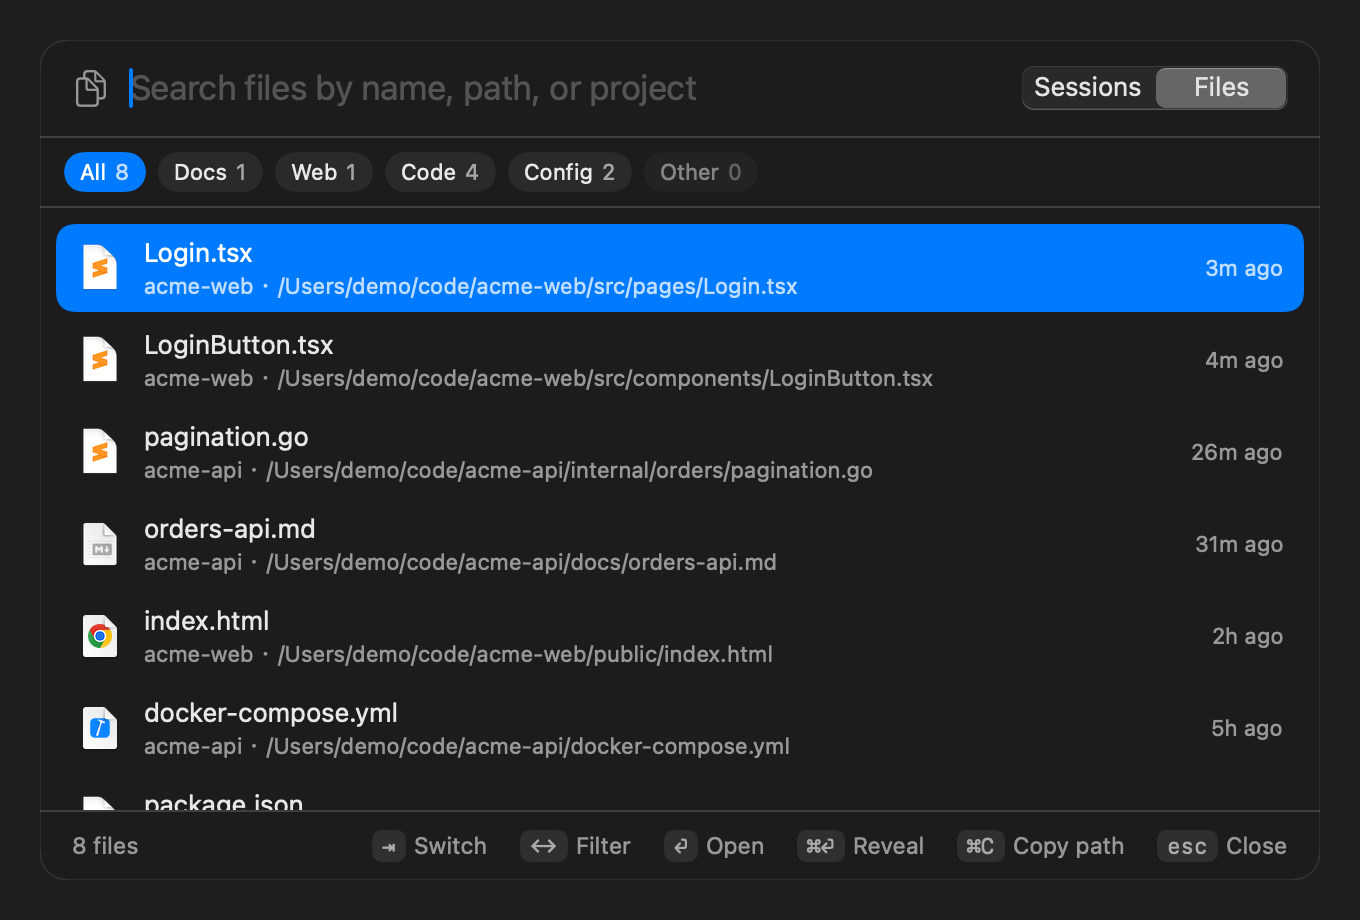 Search files by name, path, or project
Sessions Files
All 8 Docs 1 Web 1 Code 4 Config 2 Other 0
Login.tsx
acme-web · /Users/demo/code/acme-web/src/pages/Login.tsx
3m ago
LoginButton.tsx
acme-web · /Users/demo/code/acme-web/src/components/LoginButton.tsx
4m ago
pagination.go
acme-api · /Users/demo/code/acme-api/internal/orders/pagination.go
26m ago
orders-api.md
acme-api · /Users/demo/code/acme-api/docs/orders-api.md
31m ago
index.html
acme-web · /Users/demo/code/acme-web/public/index.html
2h ago
docker-compose.yml
acme-api · /Users/demo/code/acme-api/docker-compose.yml
5h ago
package.json
8 files ⇥ Switch ↔ Filter ↩ Open ⌘↩ Reveal ⌘C Copy path esc Close